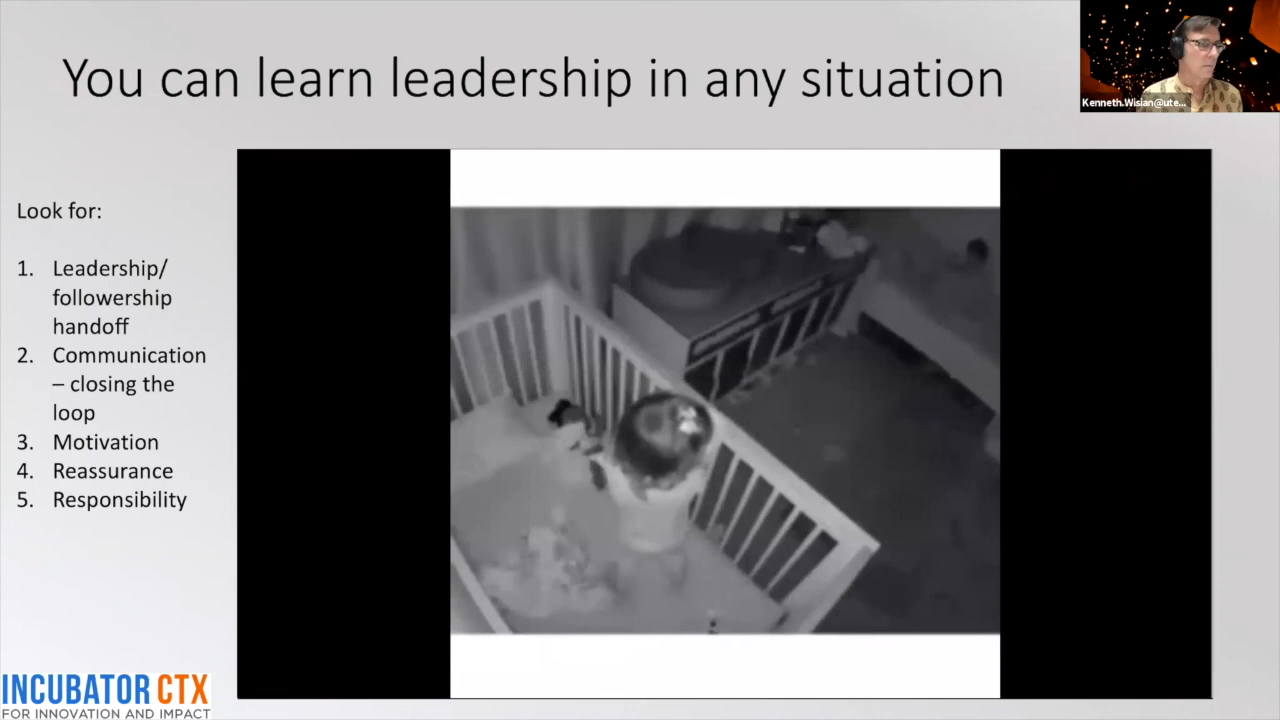 You can learn leadership in any situation
Kenneth.Wisian@ute...
Look for:
1. Leadership/
followership
handoff
2. Communication
– closing the
loop
3. Motivation
4. Reassurance
5. Responsibility
INCUBATOR CTX
FOR INNOVATION AND IMPACT